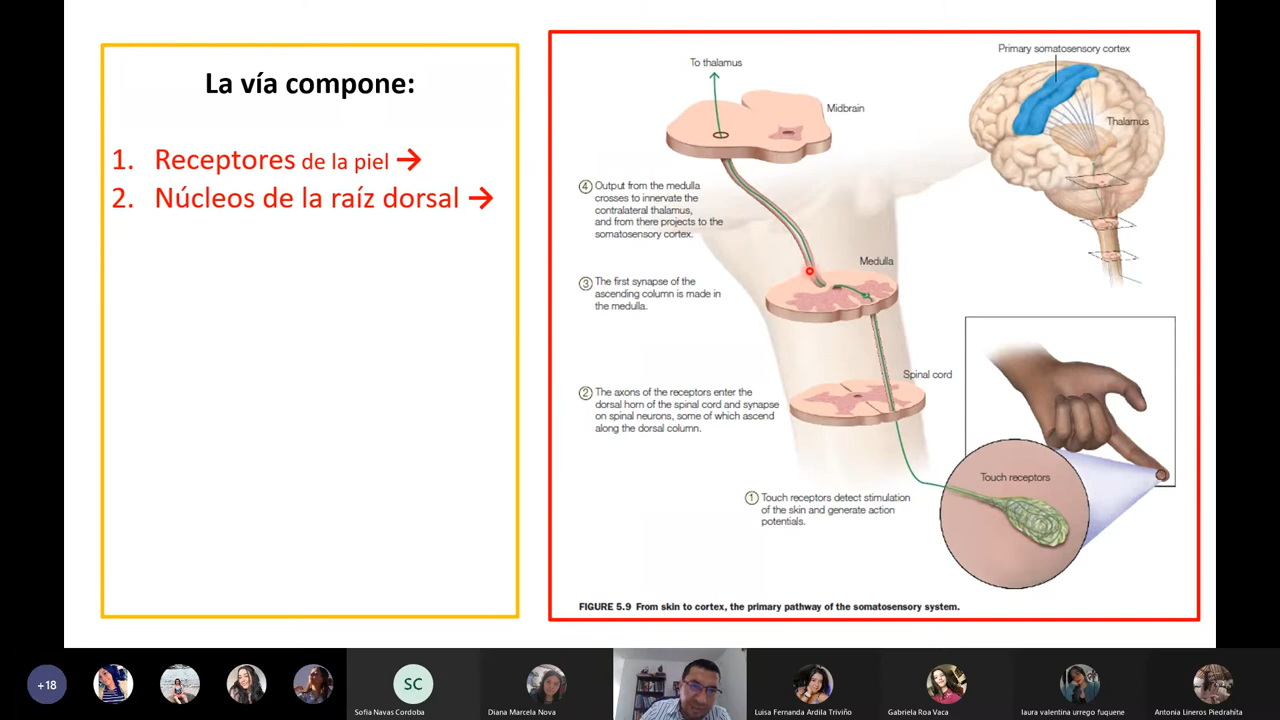 La vía compone:
1. Receptores de la piel →
2. Núcleos de la raíz dorsal →
Primary somatosensory cortex
To thalamus
Midbrain
Thalamus
④ Output from the medulla
crosses to innervate the
contralateral thalamus,
and from there projects to the
somatosensory cortex.
Medulla
③ The first synapse of the
ascending column is made in
the medulla.
Spinal cord
② The axons of the receptors enter the
dorsal horn of the spinal cord and synapse
on spinal neurons, some of which ascend
along the dorsal column.
Touch receptors
① Touch receptors detect stimulation
of the skin and generate action
potentials.
FIGURE 5.9 From skin to cortex, the primary pathway of the somatosensory system.
+18
SC
Sofía Navas Cordoba
Diana Marcela Nova
Luisa Fernanda Ardila Triviño
Gabriela Roa Vaca
laura valentina urrego fuquene
Antonia Lineros Piedrahíta